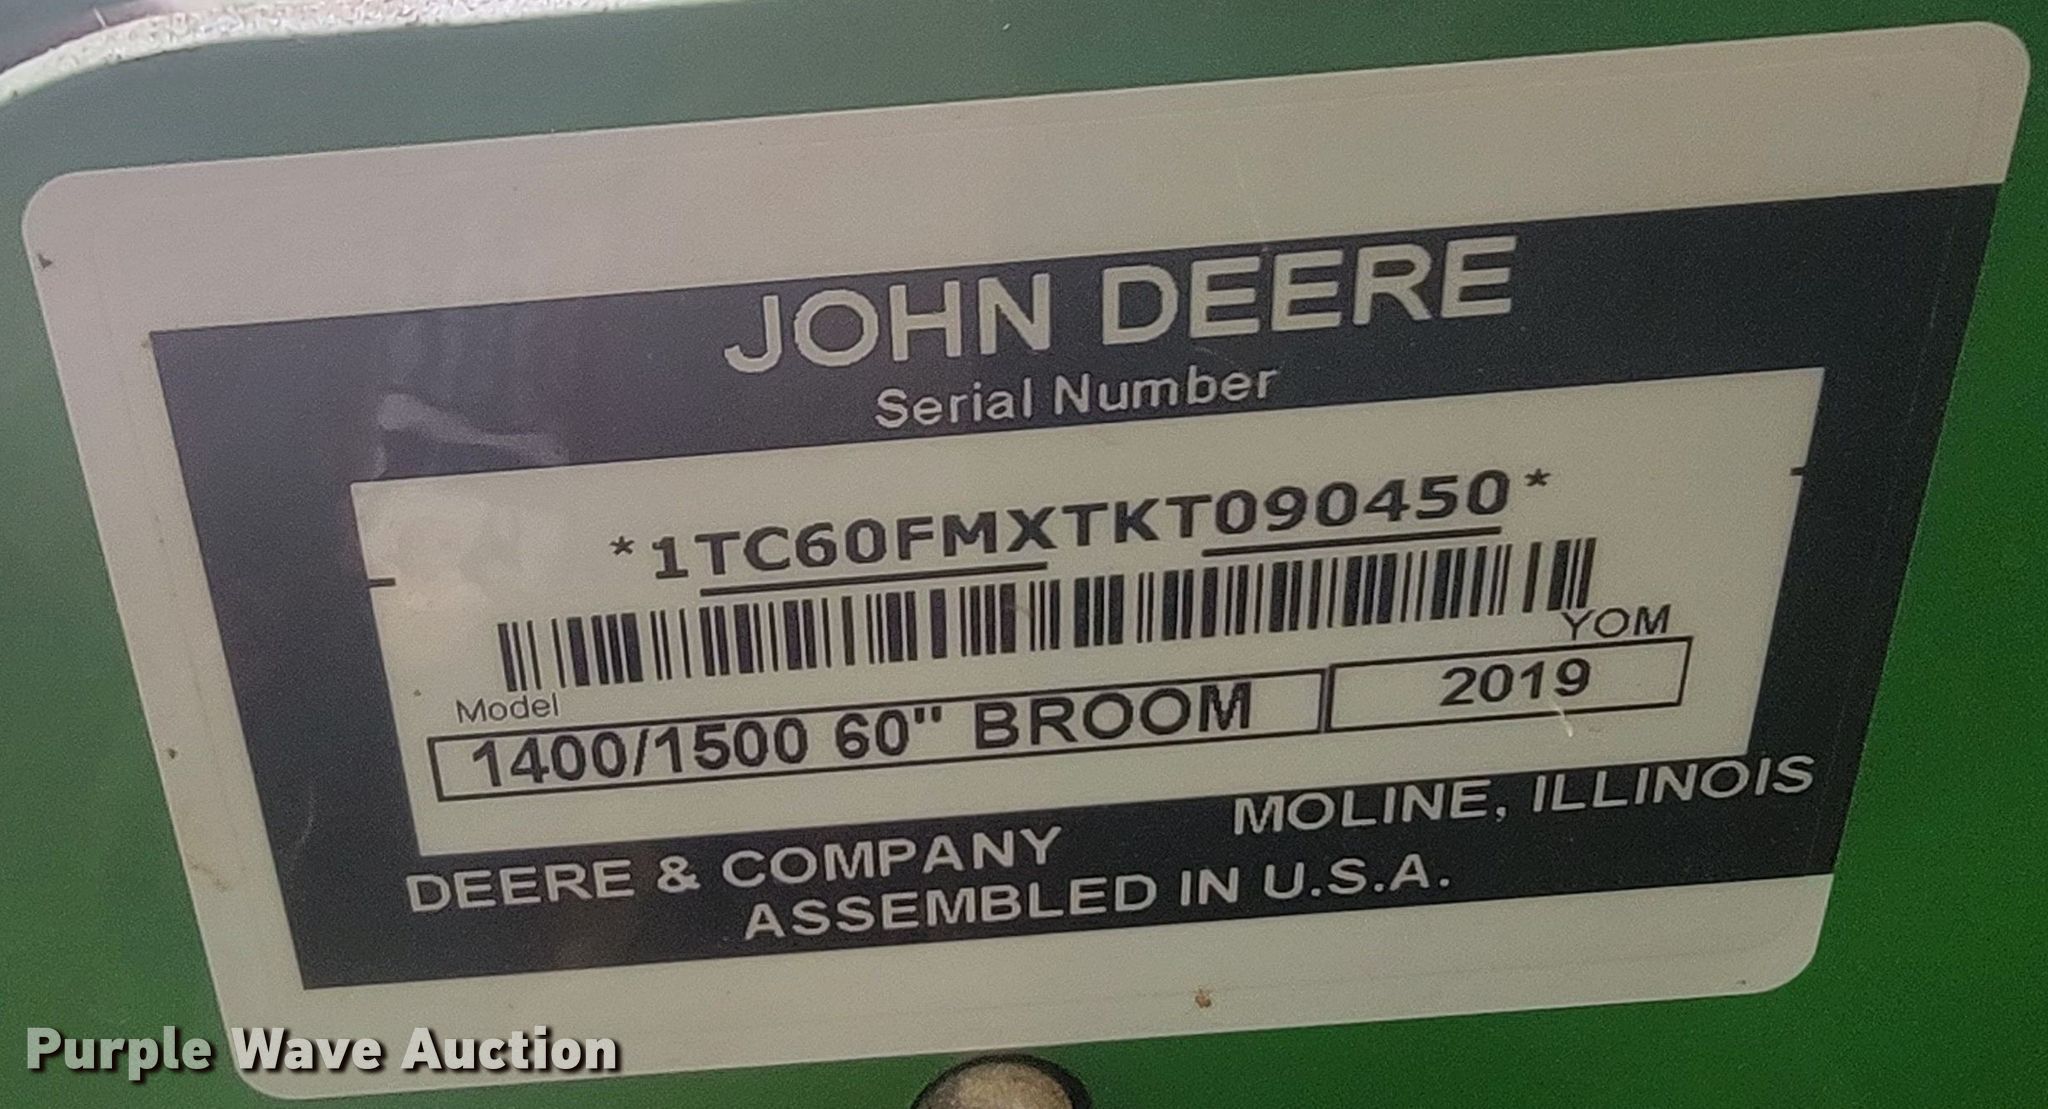 JOHN DEERE
Serial Number
*1TC60FMXTKT090450*
YOM
Model
1400/1500 60" BROOM 2019
DEERE & COMPANY MOLINE, ILLINOIS
ASSEMBLED IN U.S.A.
Purple Wave Auction